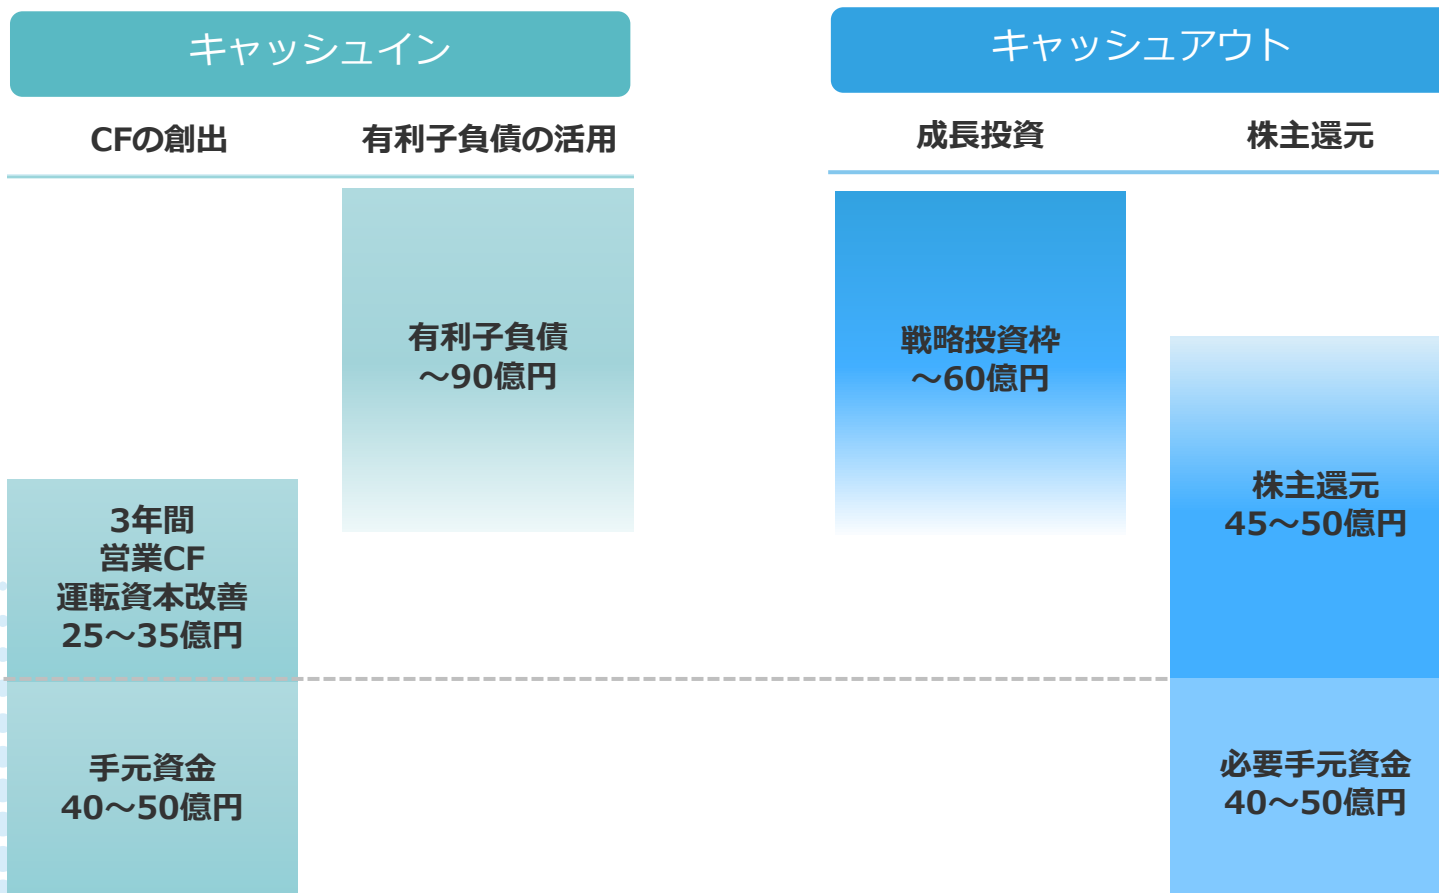 キャッシュイン
キャッシュアウト
CFの創出
有利子負債の活用
成長投資
株主還元
有利子負債
～90億円
戦略投資枠
～60億円
3年間
営業CF
運転資本改善
25～35億円
株主還元
45～50億円
手元資金
40～50億円
必要手元資金
40～50億円